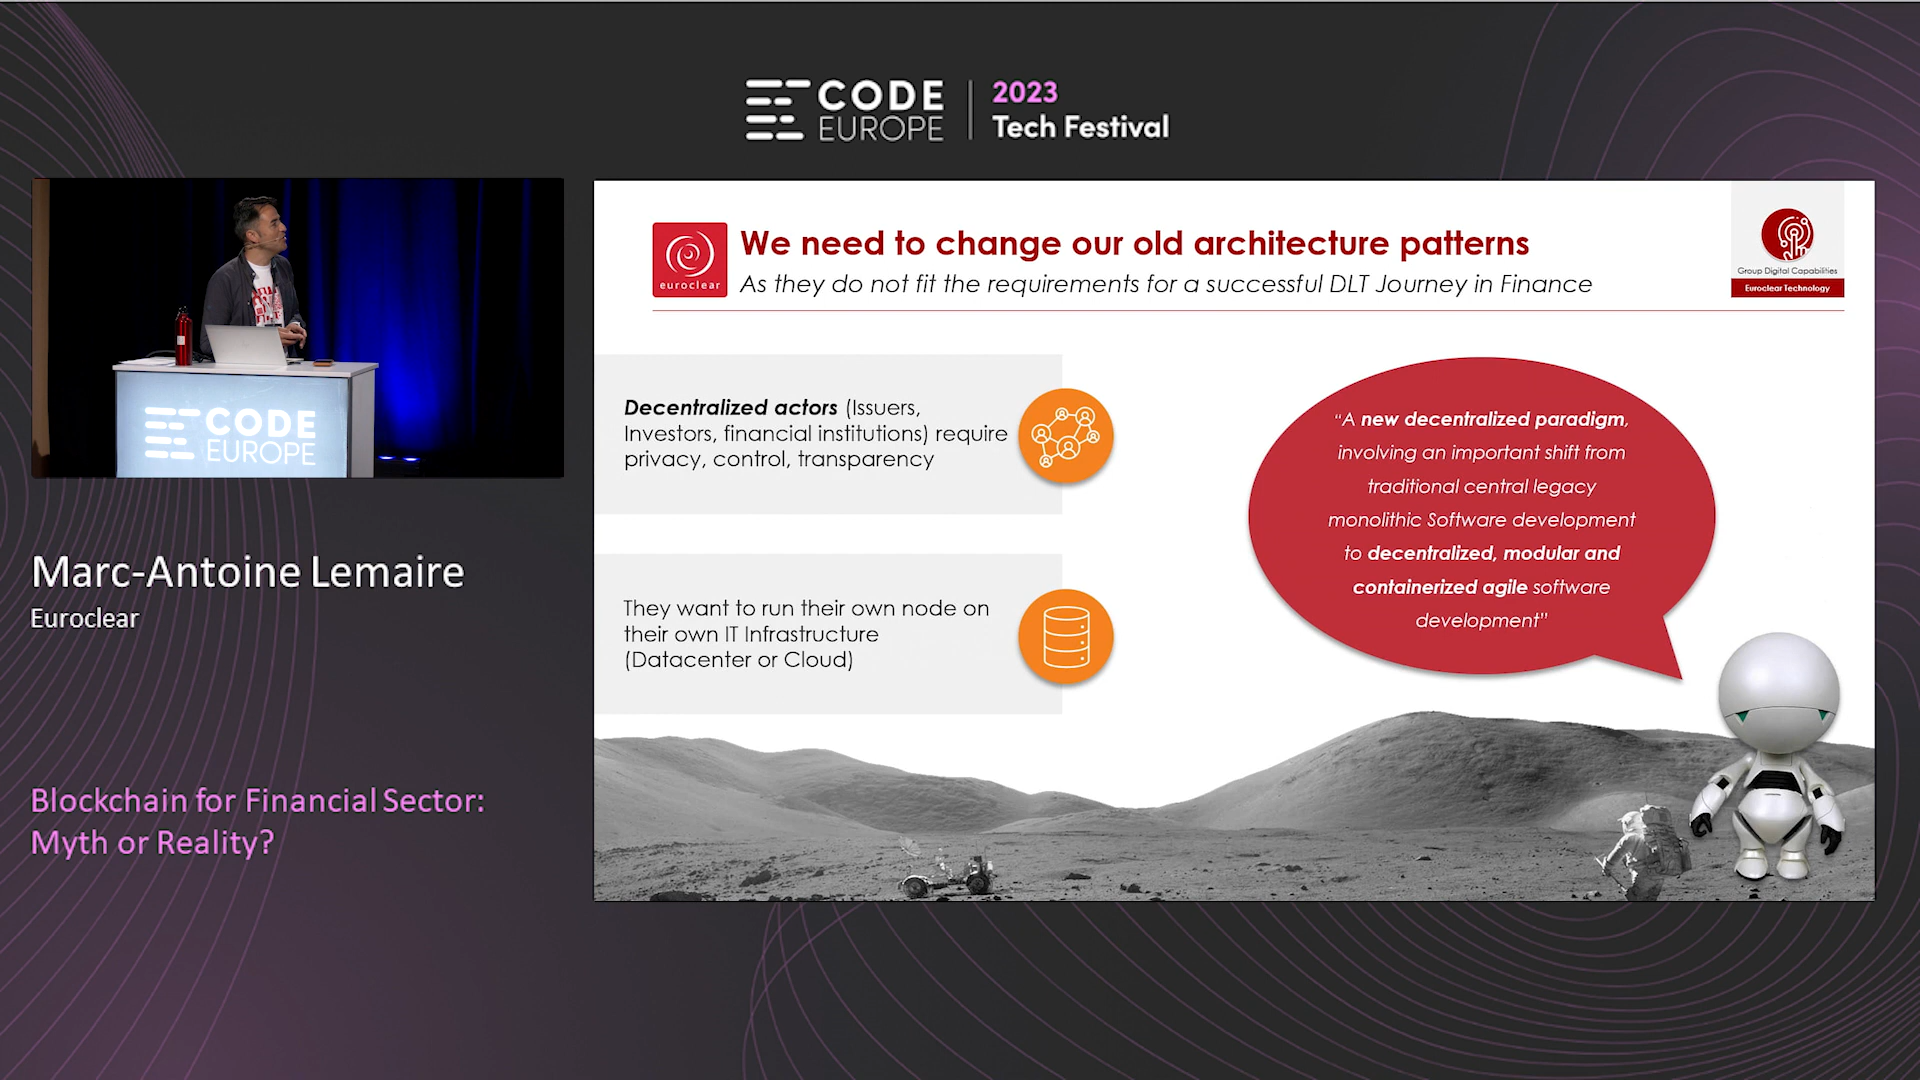 CODE
EUROPE
2023
Tech Festival
euroclear
We need to change our old architecture patterns
As they do not fit the requirements for a successful DLT Journey in Finance
Group Digital Capabilities
Euroclear Technology
Decentralized actors (Issuers,
Investors, financial institutions) require
privacy, control, transparency
They want to run their own node on
their own IT Infrastructure
(Datacenter or Cloud)
“A new decentralized paradigm,
involving an important shift from
traditional central legacy
monolithic Software development
to decentralized, modular and
containerized agile software
development”
CODE
EUROPE
Marc-Antoine Lemaire
Euroclear
Blockchain for Financial Sector:
Myth or Reality?